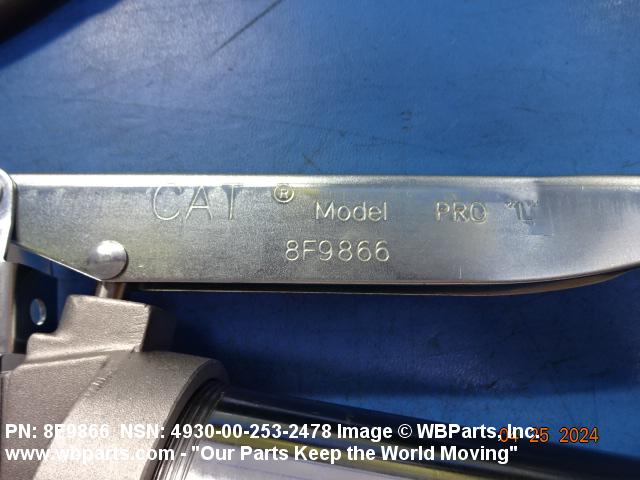 CAT ® Model PRO "L"
8F9866
PN: 8F9866 NSN: 4930-00-253-2478 Image © WBParts, Inc.
04 25 2024
www.wbparts.com - "Our Parts Keep the World Moving"